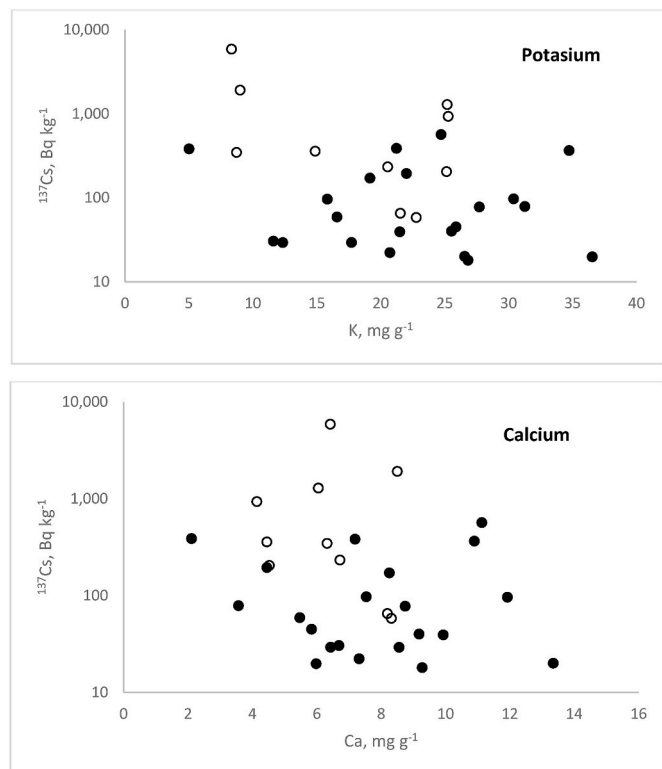 Potasium
10,000
1,000
100
10
¹³⁷Cs, Bq kg⁻¹
0 5 10 15 20 25 30 35 40
K, mg g⁻¹
Calcium
10,000
1,000
100
10
¹³⁷Cs, Bq kg⁻¹
0 2 4 6 8 10 12 14 16
Ca, mg g⁻¹